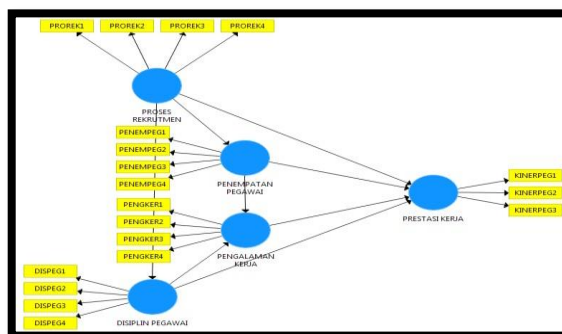 PROREK1
PROREK2
PROREK3
PROREK4
PROSES
REKRUTMEN
PENEMPEG1
PENEMPEG2
PENEMPEG3
PENEMPEG4
PENEMPATAN
PEGAWAI
PENGKER1
PENGKER2
PENGKER3
PENGKER4
PENGALAMAN
KERJA
KINERPEG1
KINERPEG2
KINERPEG3
PRESTASI KERJA
DISPEG1
DISPEG2
DISPEG3
DISPEG4
DISIPLIN PEGAWAI